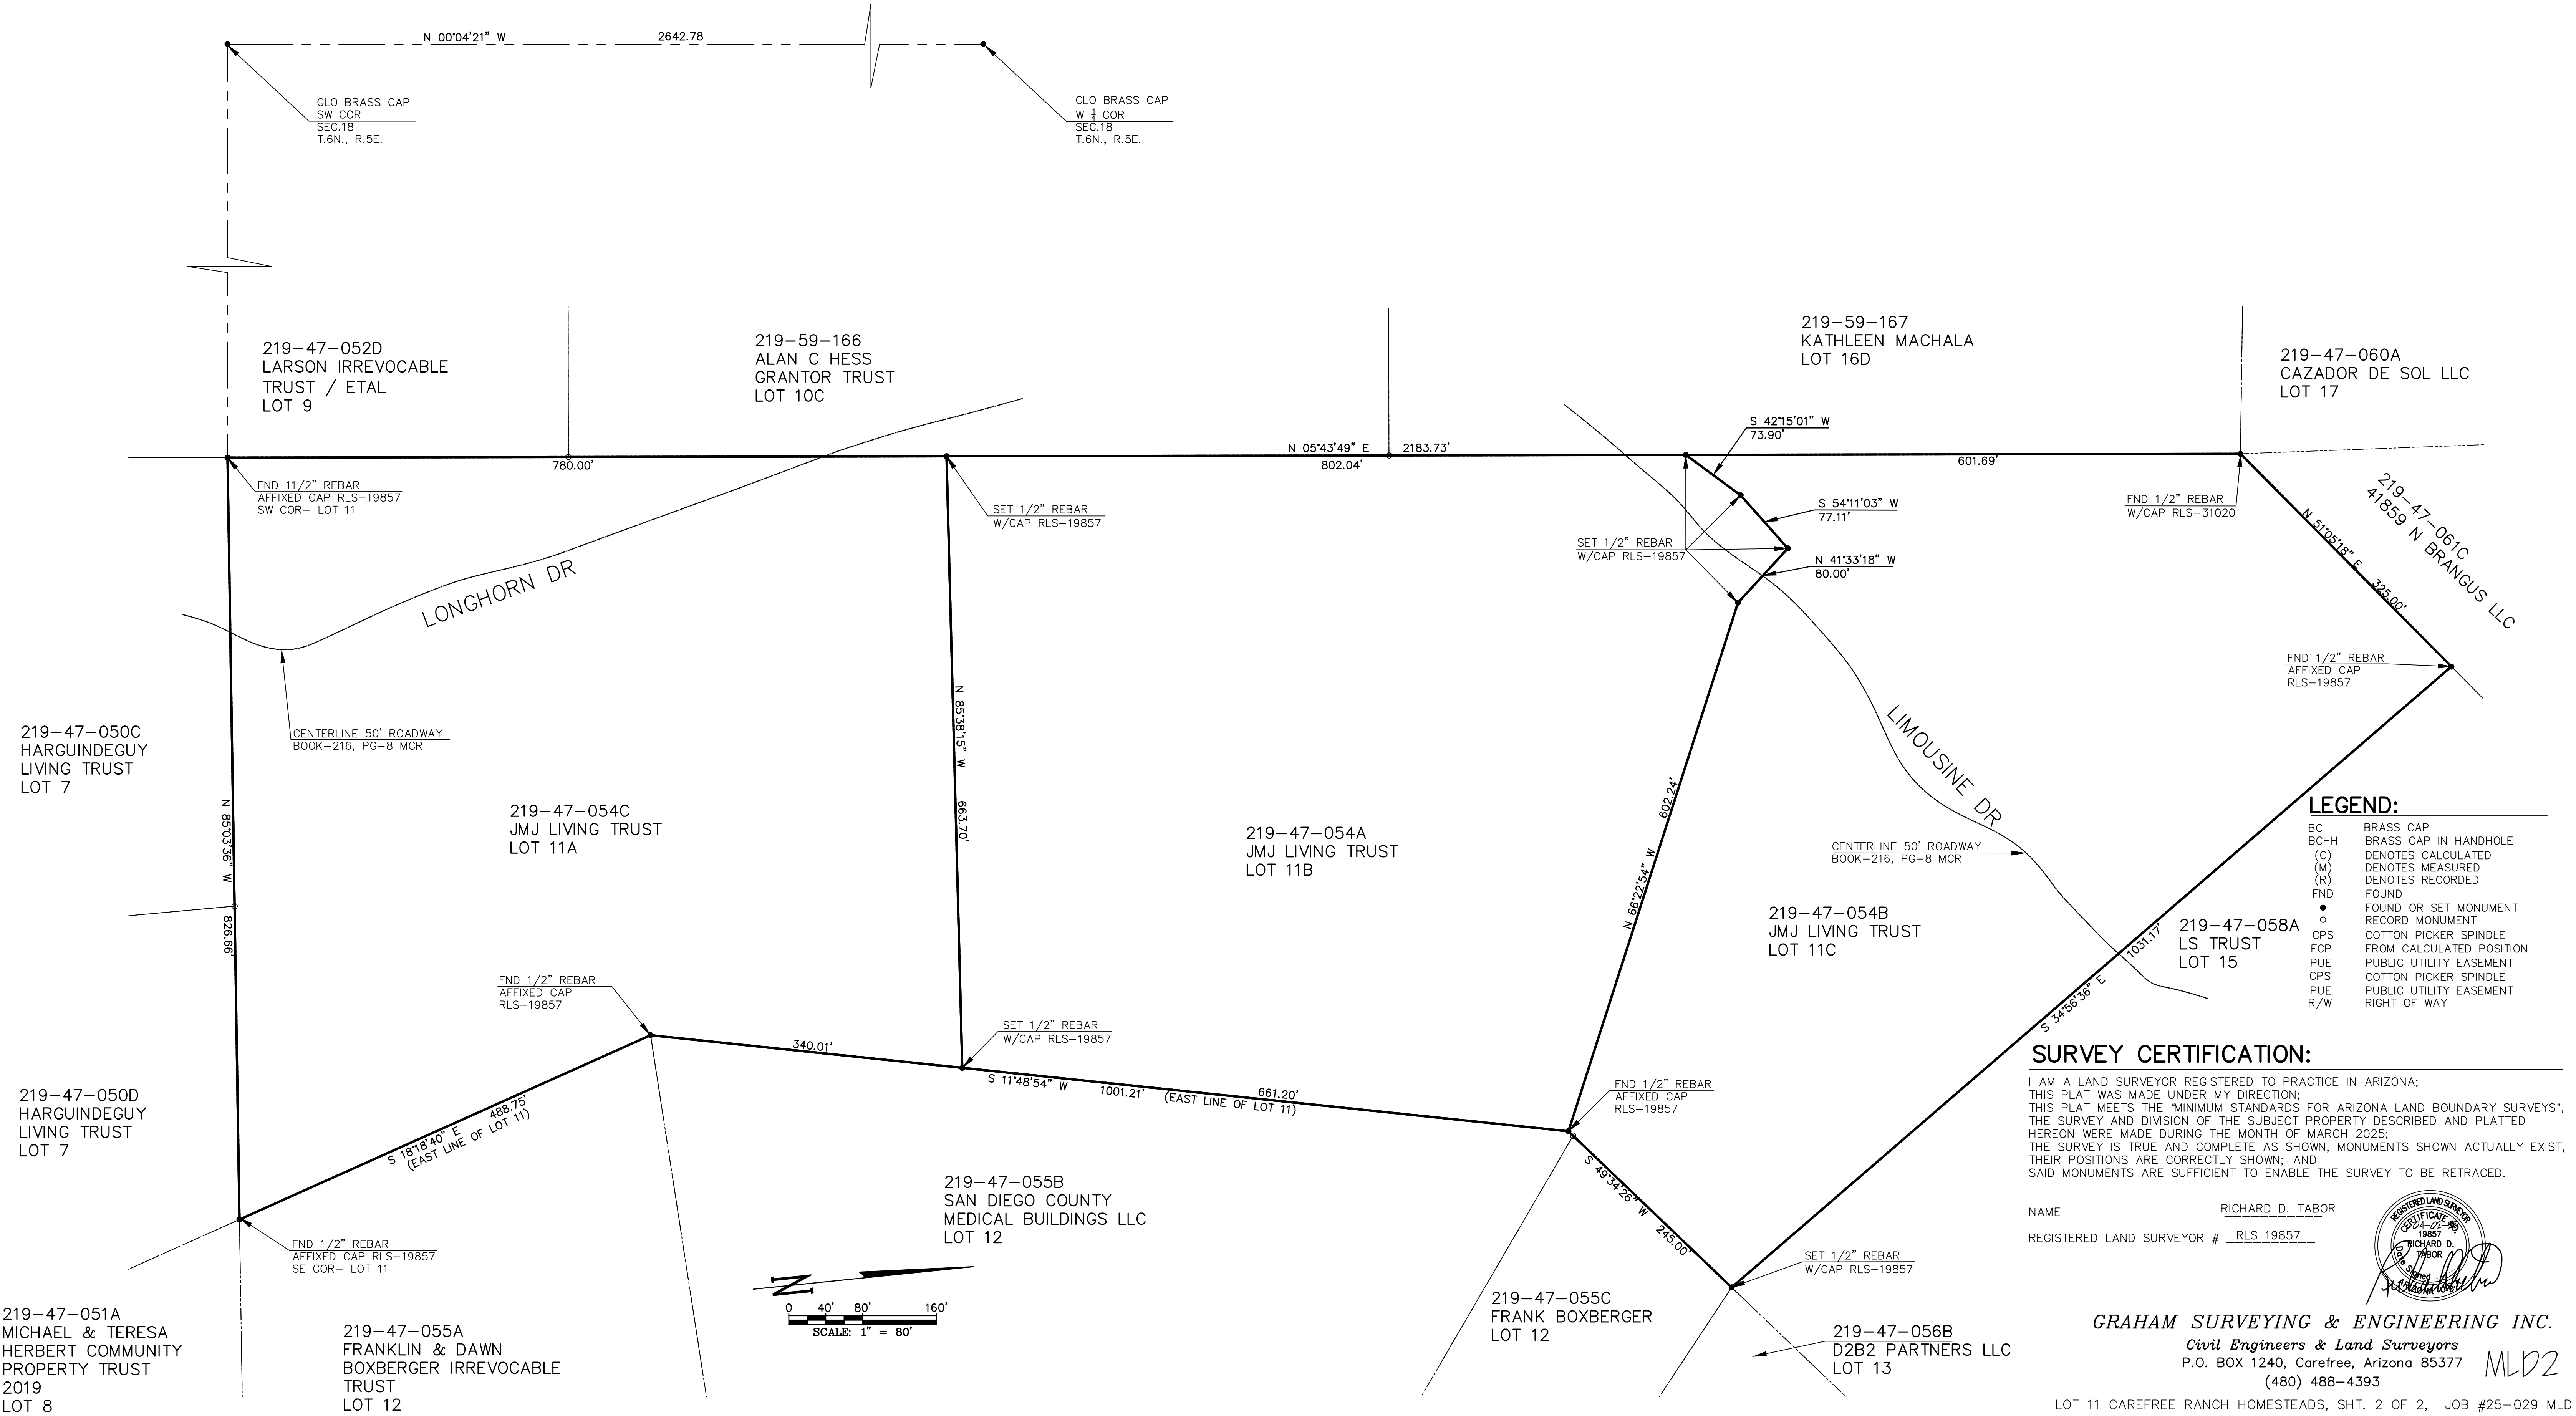 N 00°04'21" W 2642.78
GLO BRASS CAP
SW COR
SEC.18
T.6N., R.5E.
GLO BRASS CAP
W 1/4 COR
SEC.18
T.6N., R.5E.
219-47-052D
LARSON IRREVOCABLE
TRUST / ETAL
LOT 9
219-59-166
ALAN C HESS
GRANTOR TRUST
LOT 10C
219-59-167
KATHLEEN MACHALA
LOT 16D
219-47-060A
CAZADOR DE SOL LLC
LOT 17
S 42°15'01" W
73.90'
N 05°43'49" E 2183.73'
780.00'
802.04'
601.69'
FND 11/2" REBAR
AFFIXED CAP RLS-19857
SW COR- LOT 11
SET 1/2" REBAR
W/CAP RLS-19857
S 54°11'03" W
77.11'
FND 1/2" REBAR
W/CAP RLS-31020
219-47-061C
41859 N BRANGUS LLC
N 51°05'18" E 325.00'
SET 1/2" REBAR
W/CAP RLS-19857
N 41°33'18" W
80.00'
LONGHORN DR
FND 1/2" REBAR
AFFIXED CAP
RLS-19857
N 85°38'15" W 663.70'
LIMOUSINE DR
CENTERLINE 50' ROADWAY
BOOK-216, PG-8 MCR
219-47-050C
HARGUINDEGUY
LIVING TRUST
LOT 7
N 85°03'36" W 826.66'
219-47-054C
JMJ LIVING TRUST
LOT 11A
219-47-054A
JMJ LIVING TRUST
LOT 11B
N 66°22'54" W 602.24'
CENTERLINE 50' ROADWAY
BOOK-216, PG-8 MCR
219-47-054B
JMJ LIVING TRUST
LOT 11C
219-47-058A
LS TRUST
LOT 15
S 34°56'36" E 1031.17'
LEGEND:
BC BRASS CAP
BCHH BRASS CAP IN HANDHOLE
(C) DENOTES CALCULATED
(M) DENOTES MEASURED
(R) DENOTES RECORDED
FND FOUND
● FOUND OR SET MONUMENT
○ RECORD MONUMENT
CPS COTTON PICKER SPINDLE
FCP FROM CALCULATED POSITION
PUE PUBLIC UTILITY EASEMENT
CPS COTTON PICKER SPINDLE
PUE PUBLIC UTILITY EASEMENT
R/W RIGHT OF WAY
FND 1/2" REBAR
AFFIXED CAP
RLS-19857
340.01'
SET 1/2" REBAR
W/CAP RLS-19857
S 11°48'54" W 1001.21' 661.20'
(EAST LINE OF LOT 11)
FND 1/2" REBAR
AFFIXED CAP
RLS-19857
219-47-050D
HARGUINDEGUY
LIVING TRUST
LOT 7
S 18°18'40" E 488.75'
(EAST LINE OF LOT 11)
FND 1/2" REBAR
AFFIXED CAP RLS-19857
SE COR- LOT 11
219-47-055B
SAN DIEGO COUNTY
MEDICAL BUILDINGS LLC
LOT 12
S 49°34'26" W 245.00'
SET 1/2" REBAR
W/CAP RLS-19857
219-47-051A
MICHAEL & TERESA
HERBERT COMMUNITY
PROPERTY TRUST
2019
LOT 8
219-47-055A
FRANKLIN & DAWN
BOXBERGER IRREVOCABLE
TRUST
LOT 12
N
0 40' 80' 160'
SCALE: 1" = 80'
219-47-055C
FRANK BOXBERGER
LOT 12
219-47-056B
D2B2 PARTNERS LLC
LOT 13
SURVEY CERTIFICATION:
I AM A LAND SURVEYOR REGISTERED TO PRACTICE IN ARIZONA;
THIS PLAT WAS MADE UNDER MY DIRECTION;
THIS PLAT MEETS THE "MINIMUM STANDARDS FOR ARIZONA LAND BOUNDARY SURVEYS",
THE SURVEY AND DIVISION OF THE SUBJECT PROPERTY DESCRIBED AND PLATTED
HEREON WERE MADE DURING THE MONTH OF MARCH 2025;
THE SURVEY IS TRUE AND COMPLETE AS SHOWN, MONUMENTS SHOWN ACTUALLY EXIST,
THEIR POSITIONS ARE CORRECTLY SHOWN; AND
SAID MONUMENTS ARE SUFFICIENT TO ENABLE THE SURVEY TO BE RETRACED.
NAME RICHARD D. TABOR
REGISTERED LAND SURVEYOR # RLS 19857
REGISTERED LAND SURVEYOR
CERTIFICATE NO.
19857
RICHARD D.
TABOR
Date Signed
GRAHAM SURVEYING & ENGINEERING INC.
Civil Engineers & Land Surveyors
P.O. BOX 1240, Carefree, Arizona 85377
(480) 488-4393
MLD2
LOT 11 CAREFREE RANCH HOMESTEADS, SHT. 2 OF 2, JOB #25-029 MLD